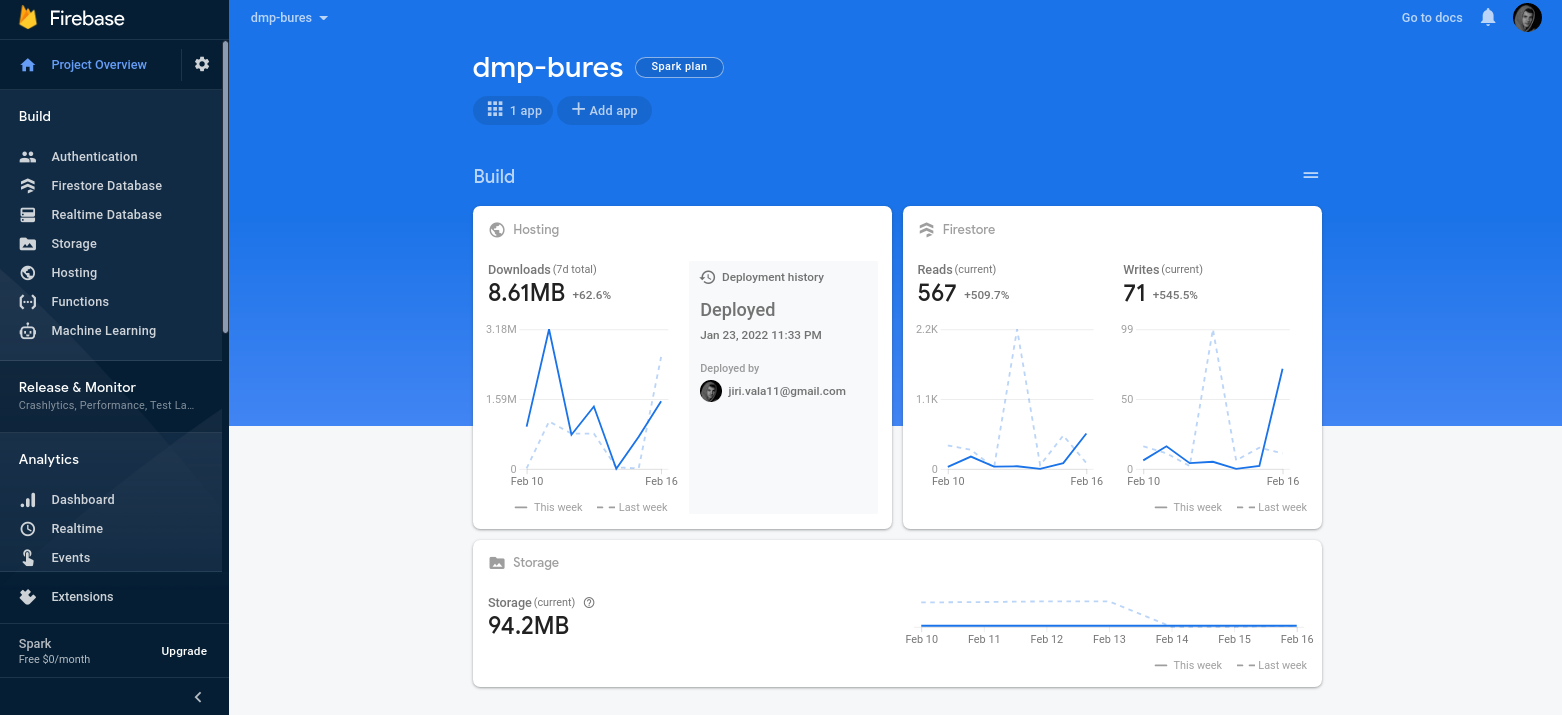 Firebase
Project Overview
Build
Authentication
Firestore Database
Realtime Database
Storage
Hosting
Functions
Machine Learning
Release & Monitor
Crashlytics, Performance, Test La...
Analytics
Dashboard
Realtime
Events
Extensions
Spark
Free $0/month
Upgrade
dmp-bures
Go to docs
dmp-bures
Spark plan
1 app
Add app
Build
Hosting
Downloads (7d total)
8.61MB +62.6%
3.18M
1.59M
0
Feb 10 Feb 16
This week Last week
Deployment history
Deployed
Jan 23, 2022 11:33 PM
Deployed by
jiri.vala11@gmail.com
Firestore
Reads (current)
567 +509.7%
2.2K
1.1K
0
Feb 10 Feb 16
Writes (current)
71 +545.5%
99
50
0
Feb 10 Feb 16
This week Last week
Storage
Storage (current)
94.2MB
Feb 10 Feb 11 Feb 12 Feb 13 Feb 14 Feb 15 Feb 16
This week Last week